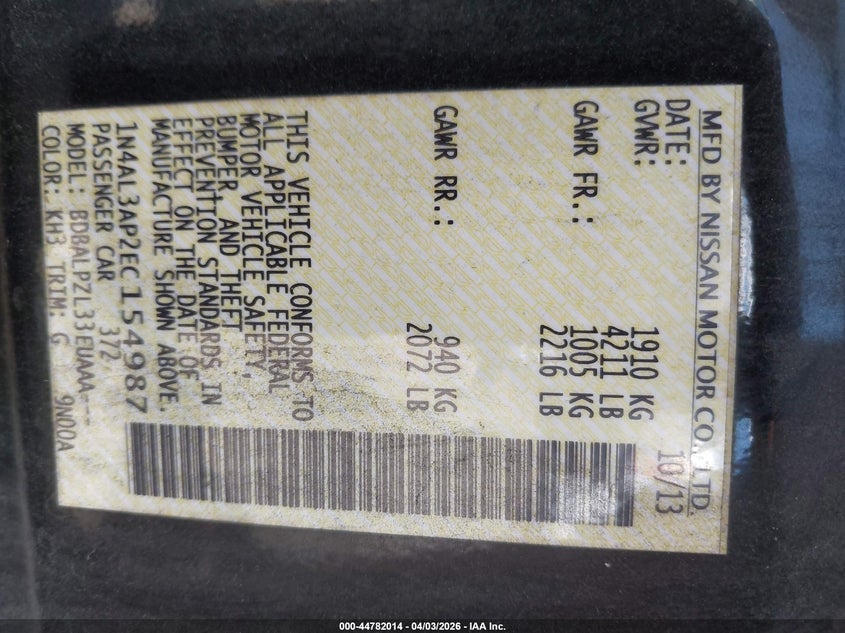 MFD BY NISSAN MOTOR CO., LTD.
DATE: 10/13
GVWR: 1910 KG
4211 LB
GAWR FR.: 1005 KG
2216 LB
GAWR RR.: 940 KG
2072 LB
THIS VEHICLE CONFORMS TO
ALL APPLICABLE FEDERAL
MOTOR VEHICLE SAFETY,
BUMPER, AND THEFT
PREVENTION STANDARDS IN
EFFECT ON THE DATE OF
MANUFACTURE SHOWN ABOVE.
1N4AL3AP2EC154987
PASSENGER CAR 372
MODEL: BDBALPZL33EUAAA---
COLOR: KH3 TRIM: G 9N00A
000-44782014 - 04/03/2026 - IAA Inc.